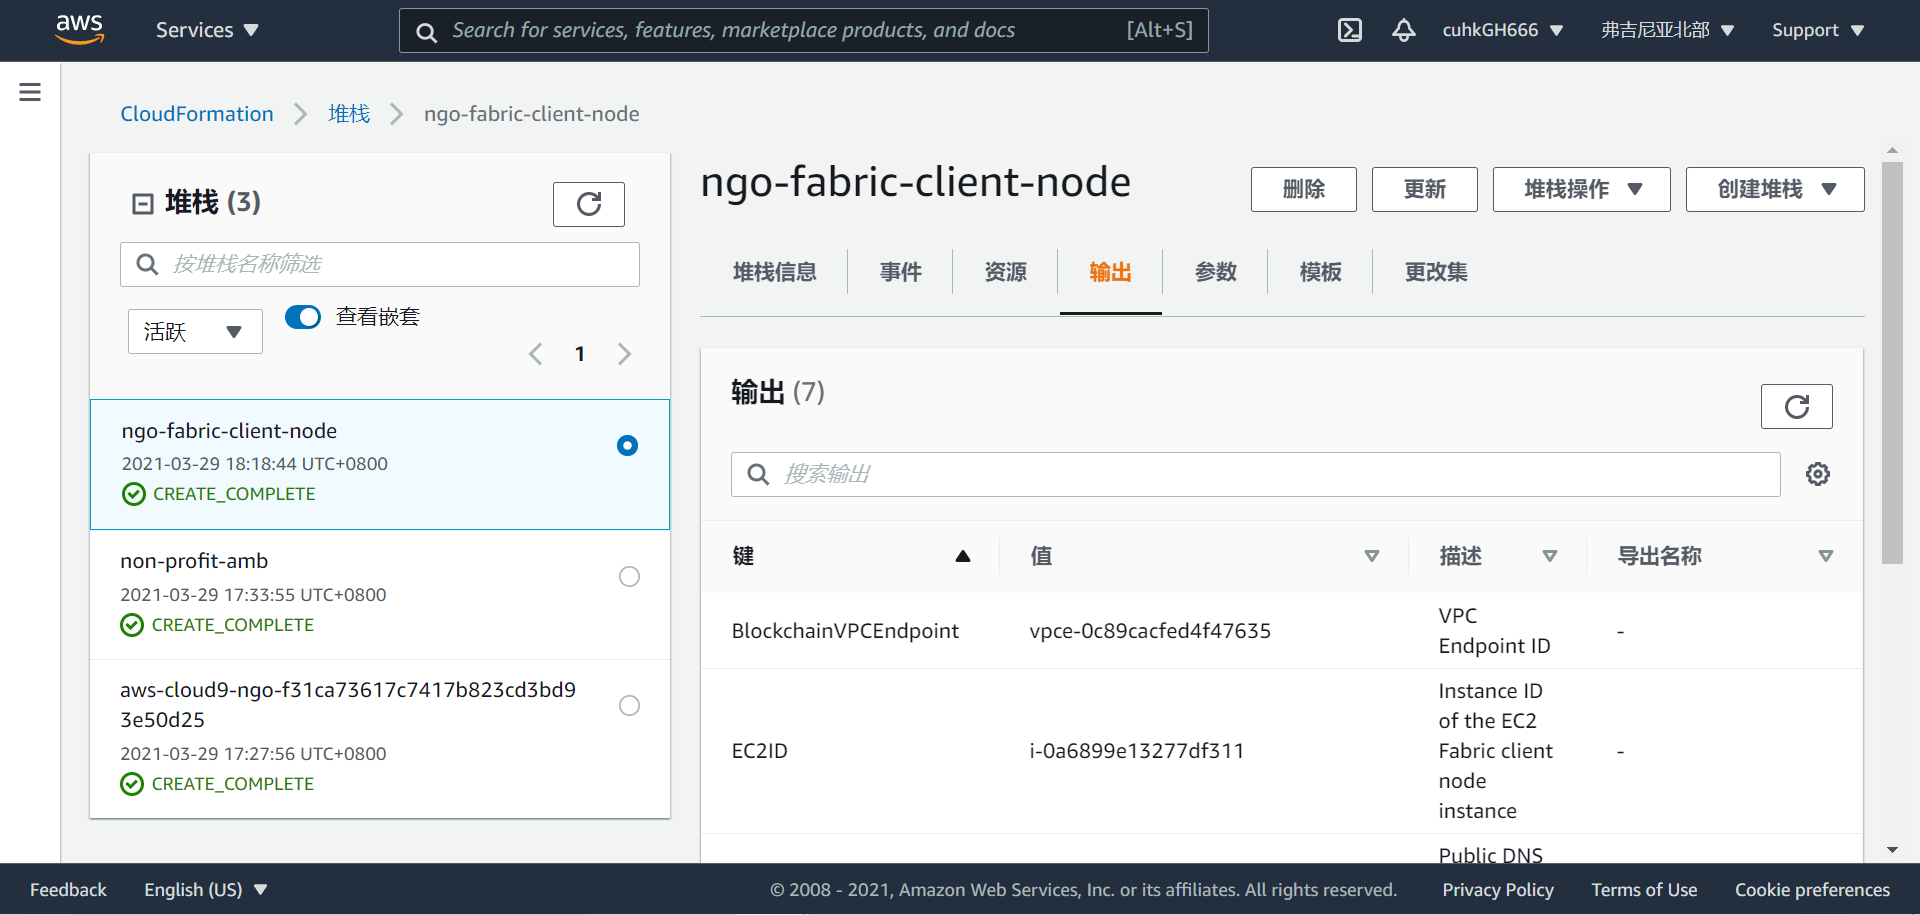 aws
Services
Search for services, features, marketplace products, and docs
[Alt+S]
cuhkGH666
弗吉尼亚北部
Support
CloudFormation
堆栈
ngo-fabric-client-node
堆栈 (3)
按堆栈名称筛选
活跃
查看嵌套
1
ngo-fabric-client-node
2021-03-29 18:18:44 UTC+0800
CREATE_COMPLETE
non-profit-amb
2021-03-29 17:33:55 UTC+0800
CREATE_COMPLETE
aws-cloud9-ngo-f31ca73617c7417b823cd3bd9
3e50d25
2021-03-29 17:27:56 UTC+0800
CREATE_COMPLETE
ngo-fabric-client-node
删除
更新
堆栈操作
创建堆栈
堆栈信息
事件
资源
输出
参数
模板
更改集
输出 (7)
搜索输出
键
值
描述
导出名称
BlockchainVPCEndpoint
vpce-0c89cacfed4f47635
VPC
Endpoint ID
-
EC2ID
i-0a6899e13277df311
Instance ID
of the EC2
Fabric client
node
instance
-
Public DNS
Feedback
English (US)
© 2008 - 2021, Amazon Web Services, Inc. or its affiliates. All rights reserved.
Privacy Policy
Terms of Use
Cookie preferences